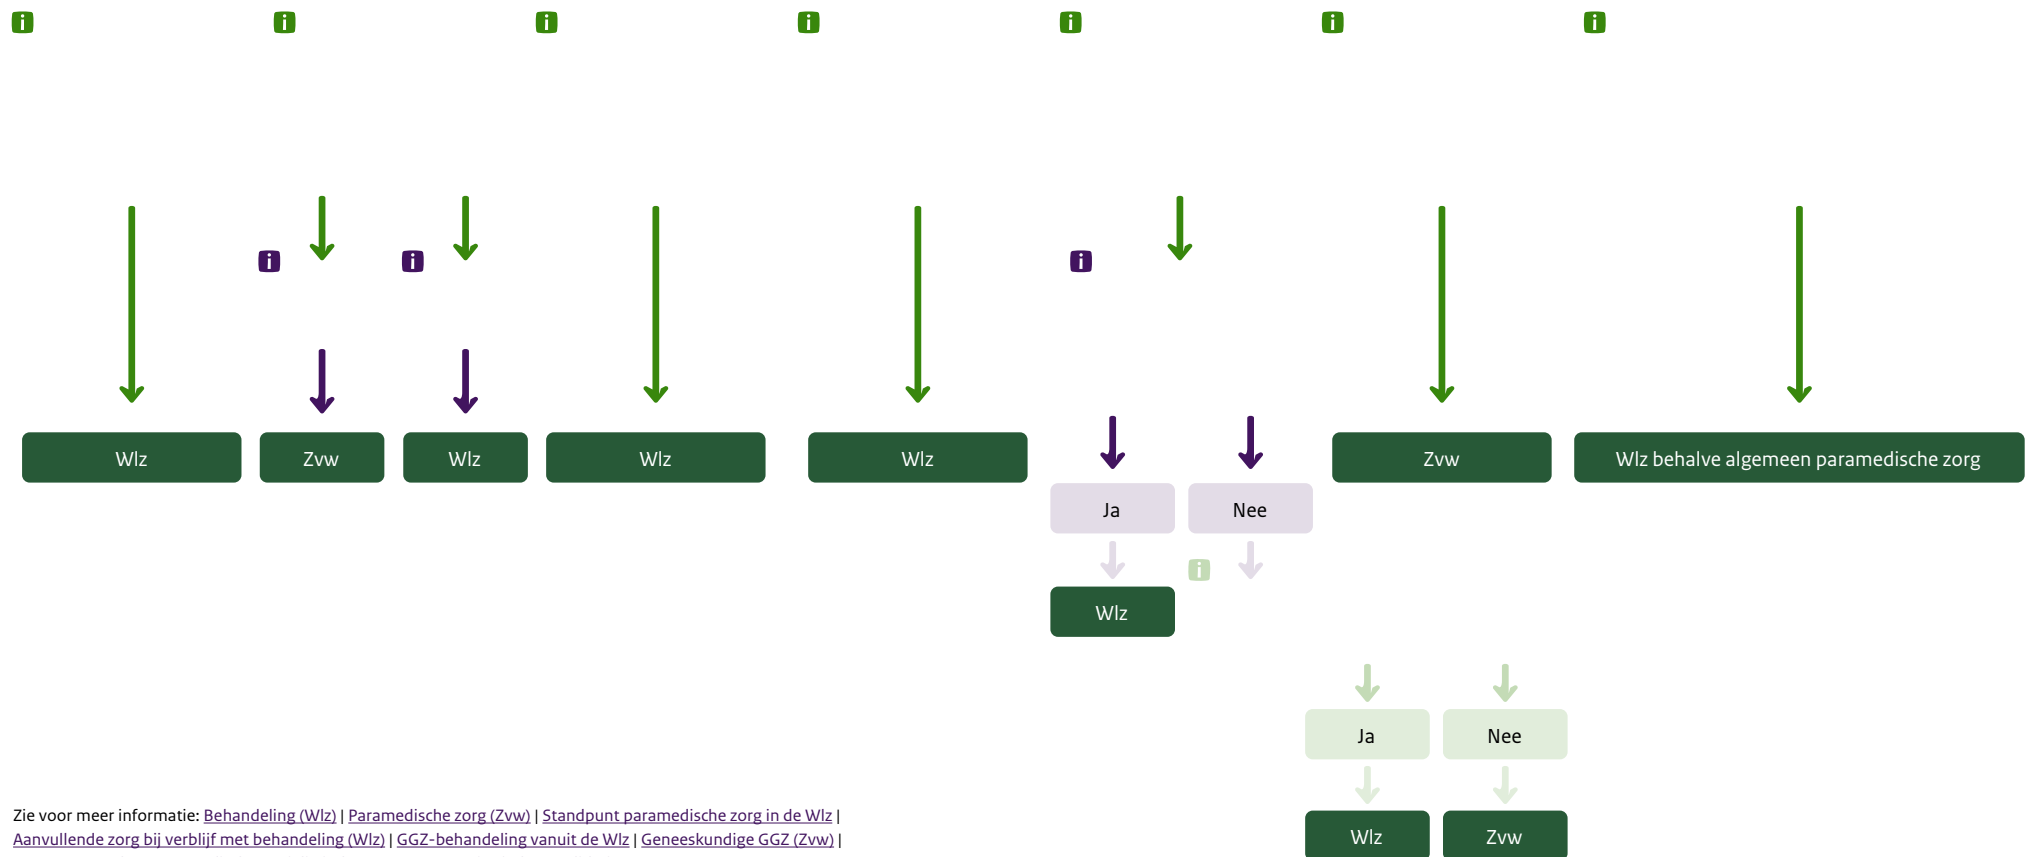 Wlz
Zvw
Wlz
Wlz
Wlz
Zvw
Wlz behalve algemeen paramedische zorg
Ja
Nee
Wlz
Ja
Nee
Wlz
Zvw
Zie voor meer informatie: Behandeling (Wlz) | Paramedische zorg (Zvw) | Standpunt paramedische zorg in de Wlz |
Aanvullende zorg bij verblijf met behandeling (Wlz) | GGZ-behandeling vanuit de Wlz | Geneeskundige GGZ (Zvw) |